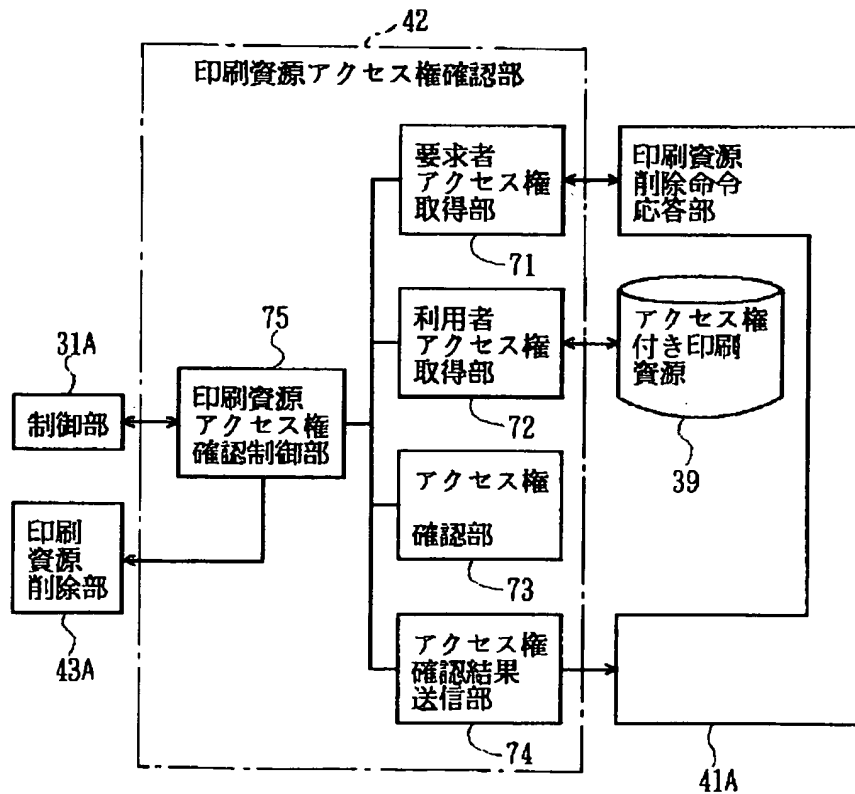 42
印刷資源アクセス権確認部
要求者
アクセス権
取得部
71
印刷資源
削除命令
応答部
75
利用者
アクセス権
取得部
72
アクセス権
付き印刷
資源
39
31A
制御部
印刷資源
アクセス権
確認制御部
アクセス権
確認部
73
印刷
資源
削除部
43A
アクセス権
確認結果
送信部
74
41A